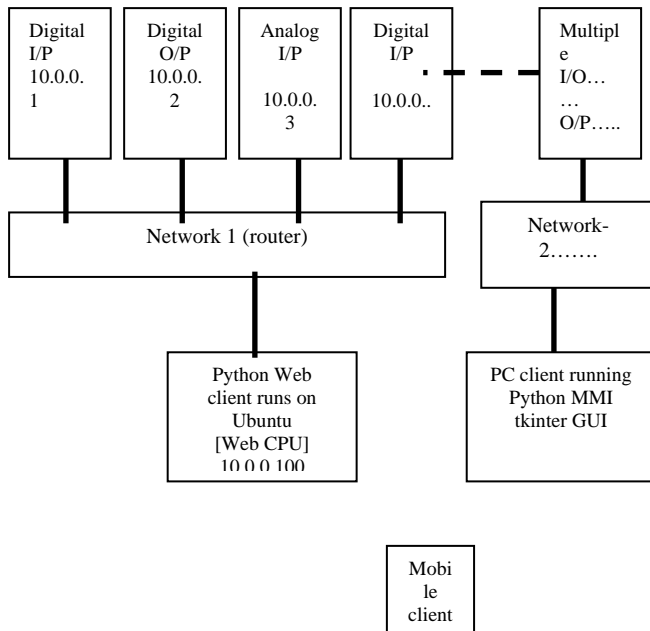 Digital
I/P
10.0.0.
1
Digital
O/P
10.0.0.
2
Analog
I/P
10.0.0.
3
Digital
I/P
10.0.0..
Multipl
e
I/O…
…
O/P…..
Network 1 (router)
Network-
2…….
Python Web
client runs on
Ubuntu
[Web CPU]
10.0.0.100
PC client running
Python MMI
tkinter GUI
Mobi
le
client